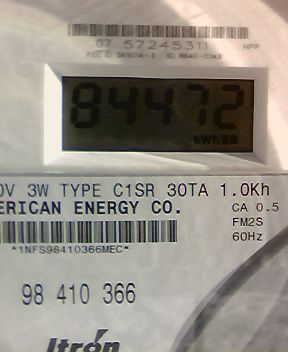 07 57245311
84472
kWh
0V 3W TYPE C1SR 30TA 1.0Kh
ERICAN ENERGY CO.
CA 0.5
FM2S
60Hz
*1NFS98410366MEC*
98 410 366
Itrón